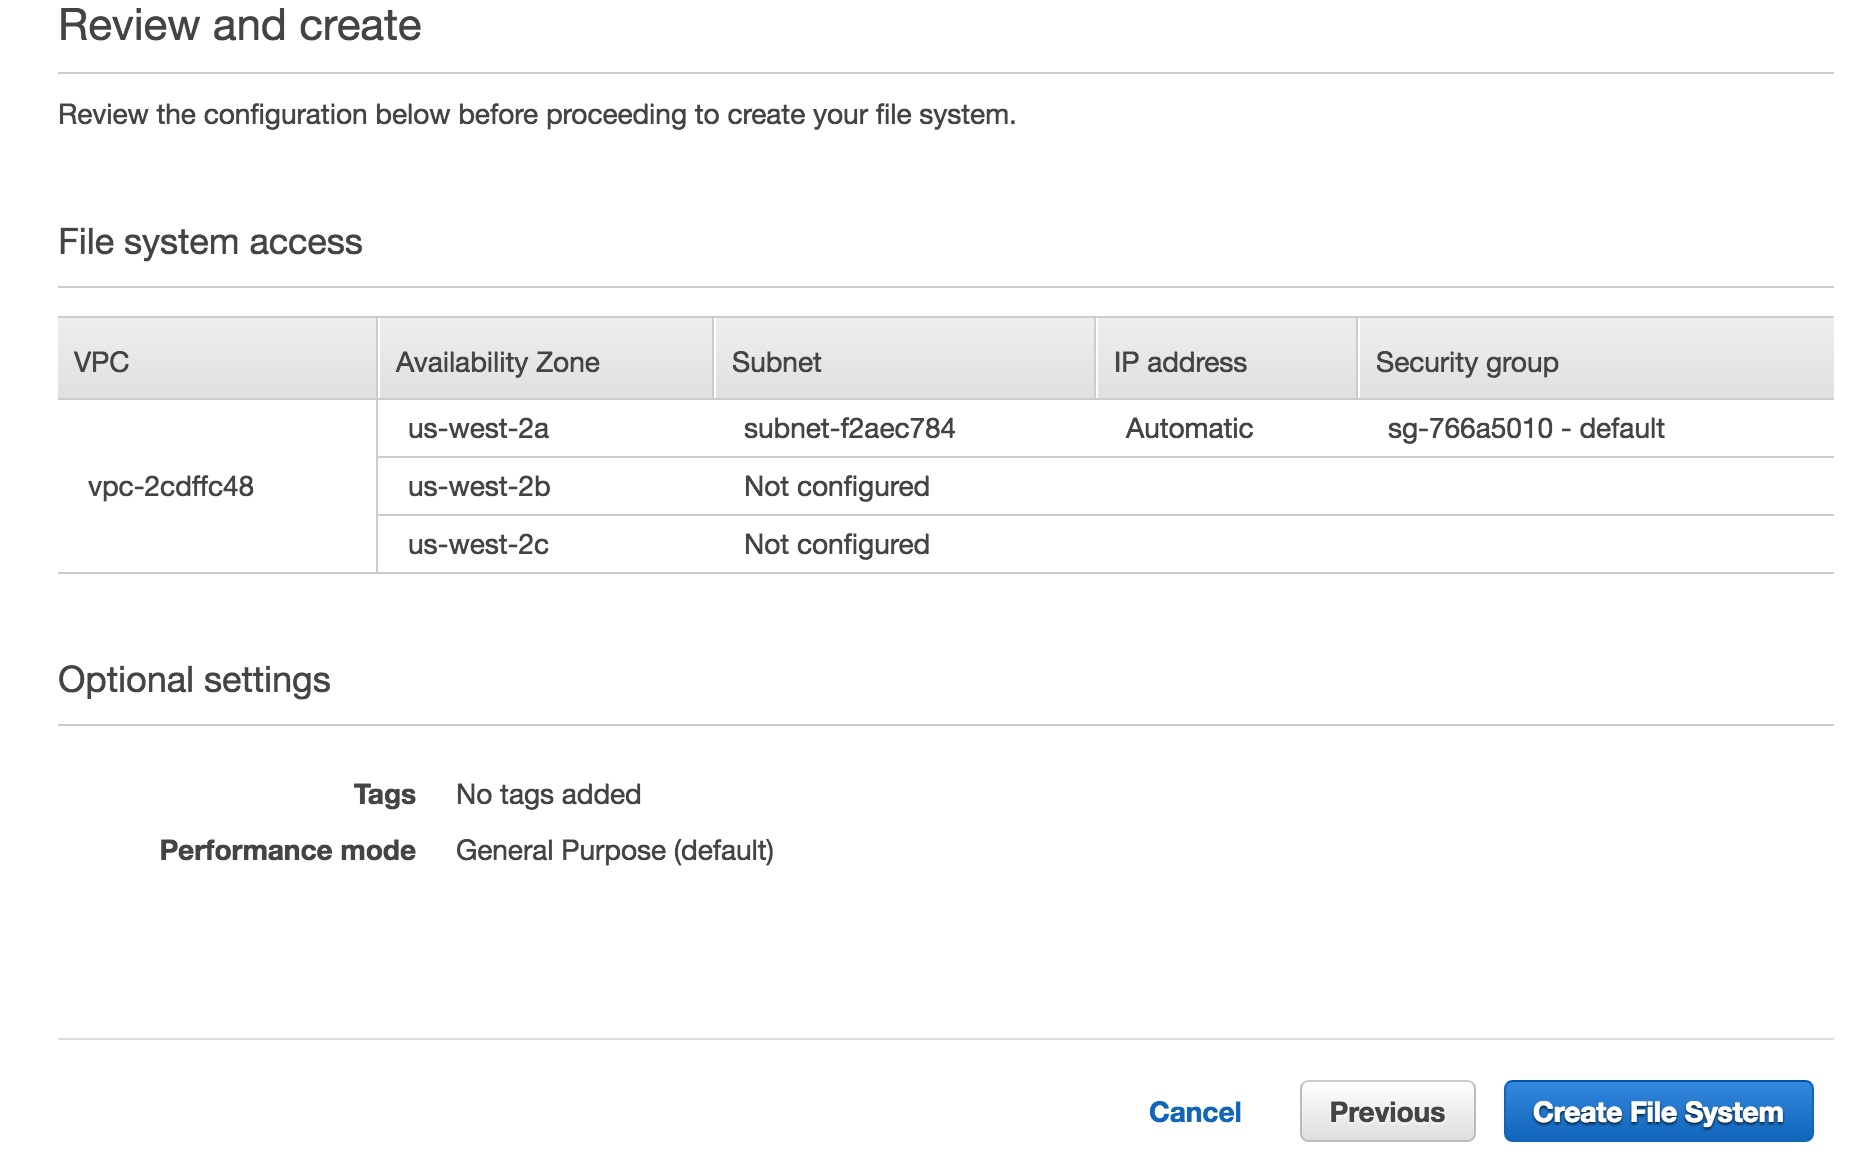 Review and create
Review the configuration below before proceeding to create your file system.
File system access
VPC Availability Zone Subnet IP address Security group
us-west-2a subnet-f2aec784 Automatic sg-766a5010 - default
vpc-2cdffc48 us-west-2b Not configured
us-west-2c Not configured
Optional settings
Tags No tags added
Performance mode General Purpose (default)
Cancel Previous Create File System